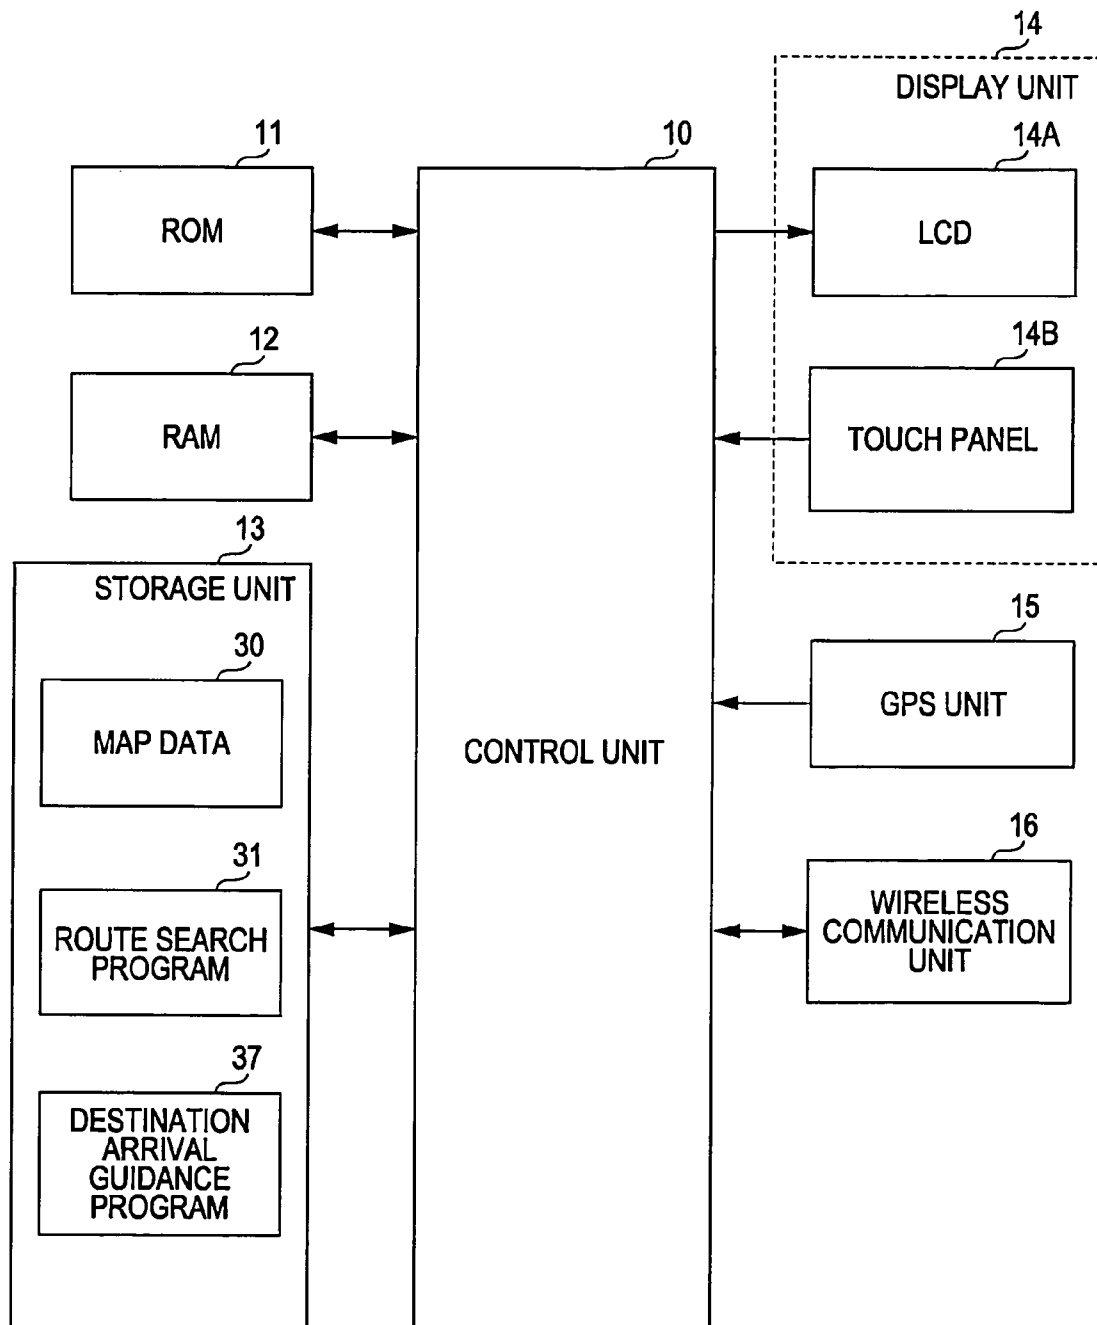 14
DISPLAY UNIT
11
10
14A
ROM
LCD
12
14B
RAM
TOUCH PANEL
13
STORAGE UNIT
15
30
GPS UNIT
MAP DATA
CONTROL UNIT
16
31
WIRELESS
COMMUNICATION
UNIT
ROUTE SEARCH
PROGRAM
37
DESTINATION
ARRIVAL
GUIDANCE
PROGRAM